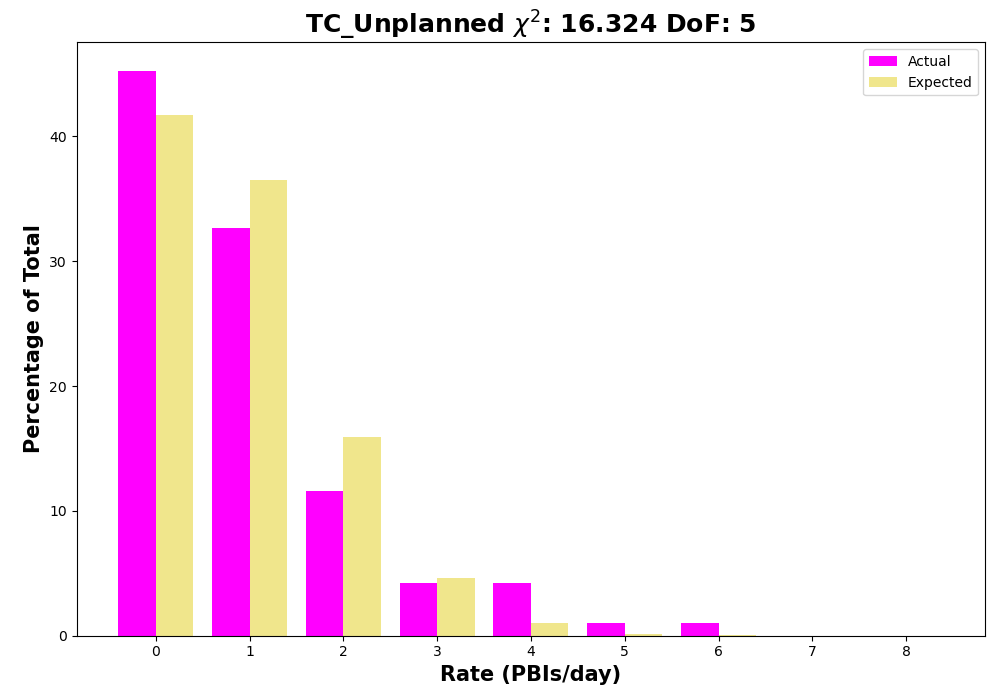 TC_Unplanned χ²: 16.324 DoF: 5
Actual
Expected
Percentage of Total
40
30
20
10
0
0 1 2 3 4 5 6 7 8
Rate (PBIs/day)